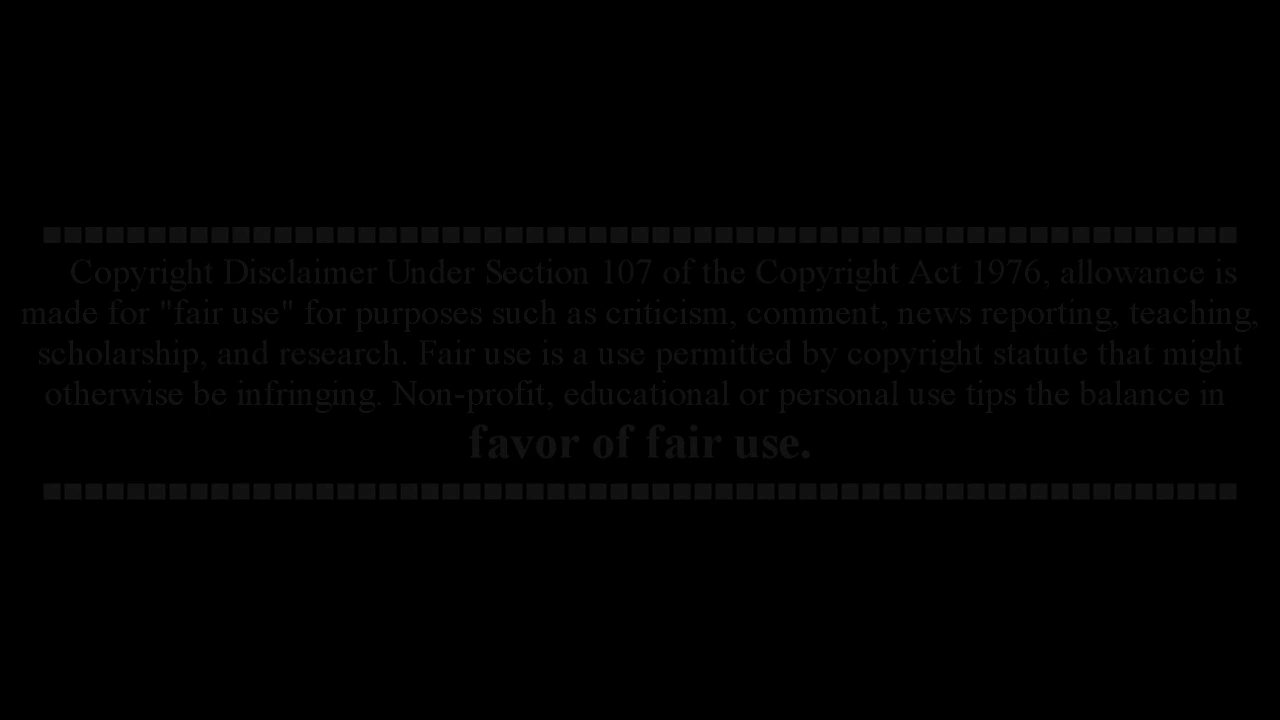 Copyright Disclaimer Under Section 107 of the Copyright Act 1976, allowance is
made for "fair use" for purposes such as criticism, comment, news reporting, teaching,
scholarship, and research. Fair use is a use permitted by copyright statute that might
otherwise be infringing. Non-profit, educational or personal use tips the balance in
favor of fair use.